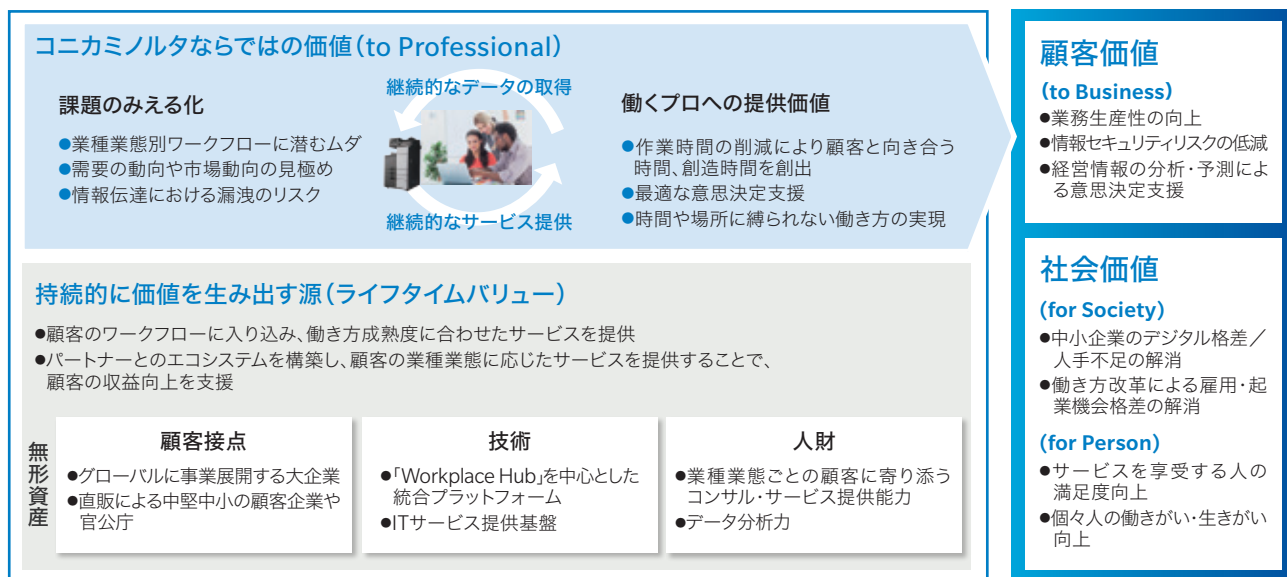 コニカミノルタならではの価値(to Professional)
課題のみえる化
●業種業態別ワークフローに潜むムダ
●需要の動向や市場動向の見極め
●情報伝達における漏洩のリスク
継続的なデータの取得
継続的なサービス提供
働くプロへの提供価値
●作業時間の削減により顧客と向き合う
時間、創造時間を創出
●最適な意思決定支援
●時間や場所に縛られない働き方の実現
持続的に価値を生み出す源(ライフタイムバリュー)
●顧客のワークフローに入り込み、働き方成熟度に合わせたサービスを提供
●パートナーとのエコシステムを構築し、顧客の業種業態に応じたサービスを提供することで、
顧客の収益向上を支援
無形資産
顧客接点
●グローバルに事業展開する大企業
●直販による中堅中小の顧客企業や
官公庁
技術
●「Workplace Hub」を中心とした
統合プラットフォーム
●ITサービス提供基盤
人財
●業種業態ごとの顧客に寄り添う
コンサル・サービス提供能力
●データ分析力
顧客価値
(to Business)
●業務生産性の向上
●情報セキュリティリスクの低減
●経営情報の分析・予測によ
る意思決定支援
社会価値
(for Society)
●中小企業のデジタル格差/
人手不足の解消
●働き方改革による雇用・起
業機会格差の解消
(for Person)
●サービスを享受する人の
満足度向上
●個々人の働きがい・生きがい
向上